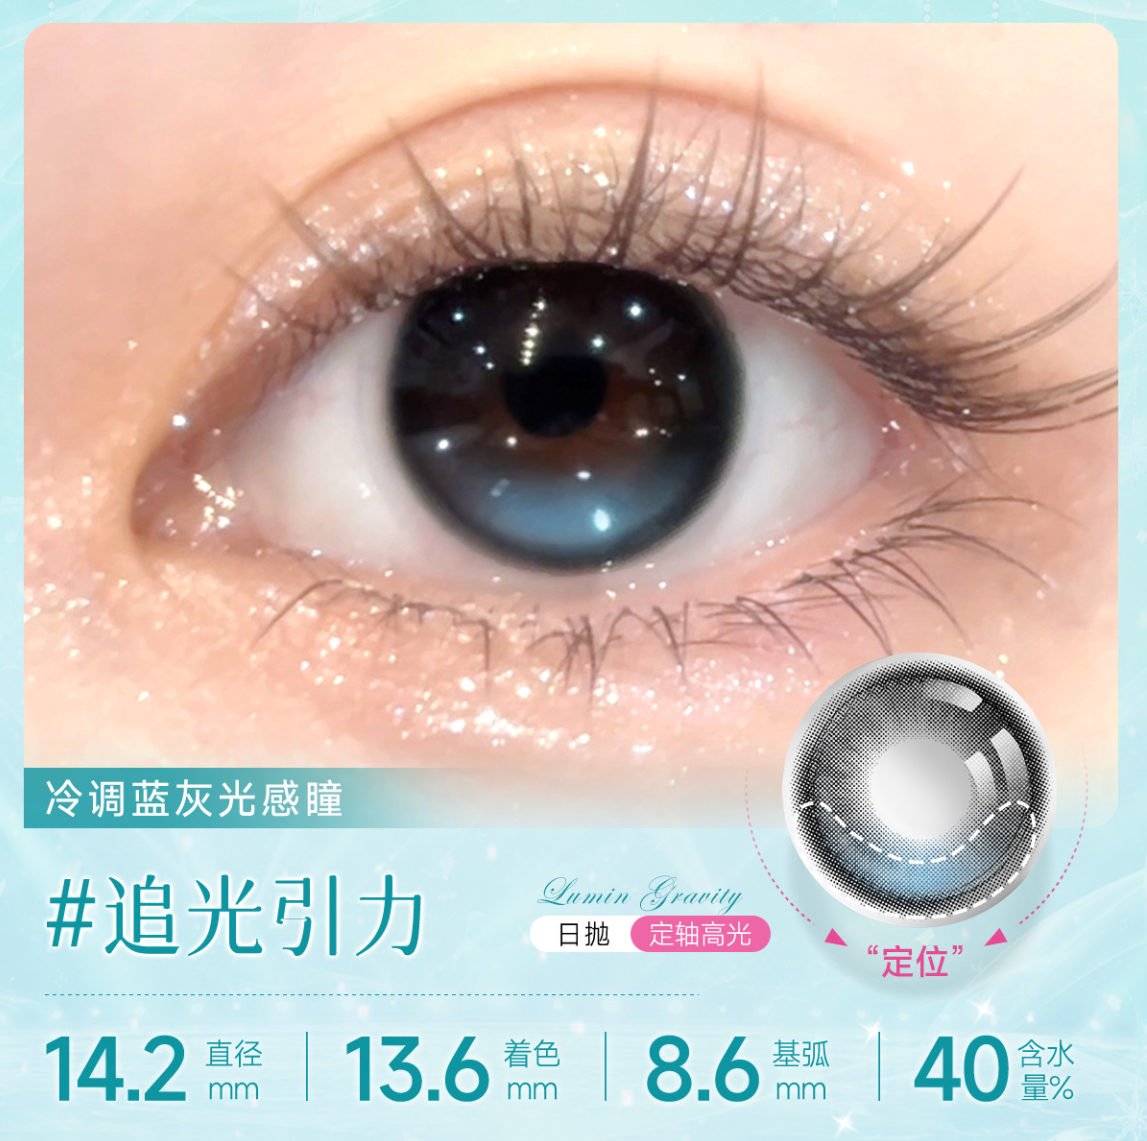 冷调蓝灰光感瞳
#追光引力
Lumin Gravity
日抛 定轴高光
“定位”
14.2 直径 mm
13.6 着色 mm
8.6 基弧 mm
40 含水量%